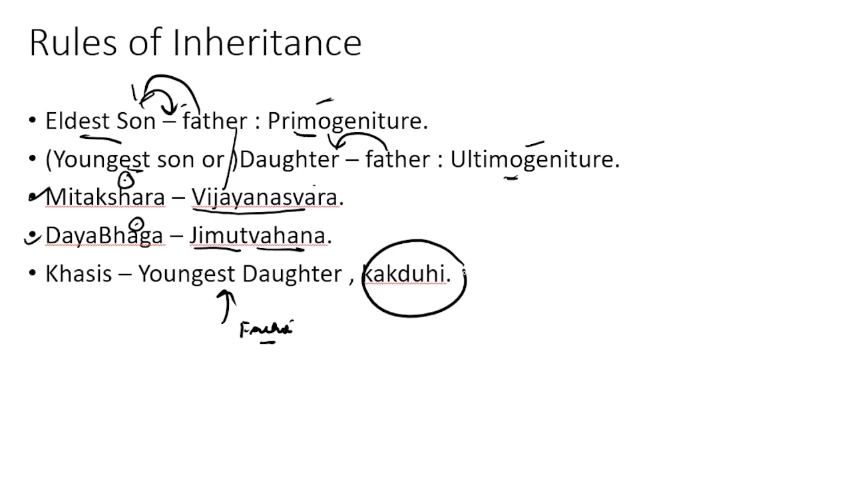 Rules of Inheritance
• Eldest Son – father : Primogeniture.
• (Youngest son or )Daughter – father : Ultimogeniture.
• Mitakshara – Vijayanasvara.
• DayaBhaga – Jimutvahana.
• Khasis – Youngest Daughter , kakduhi.